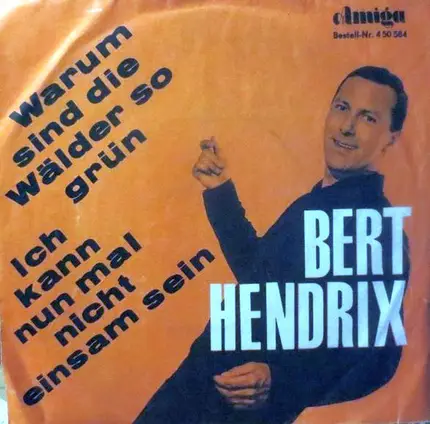 Amiga
Bestell-Nr. 4 50 584
Warum
sind die
Wälder so
grün
Ich
kann
nun mal
nicht
einsam sein
BERT
HENDRIX